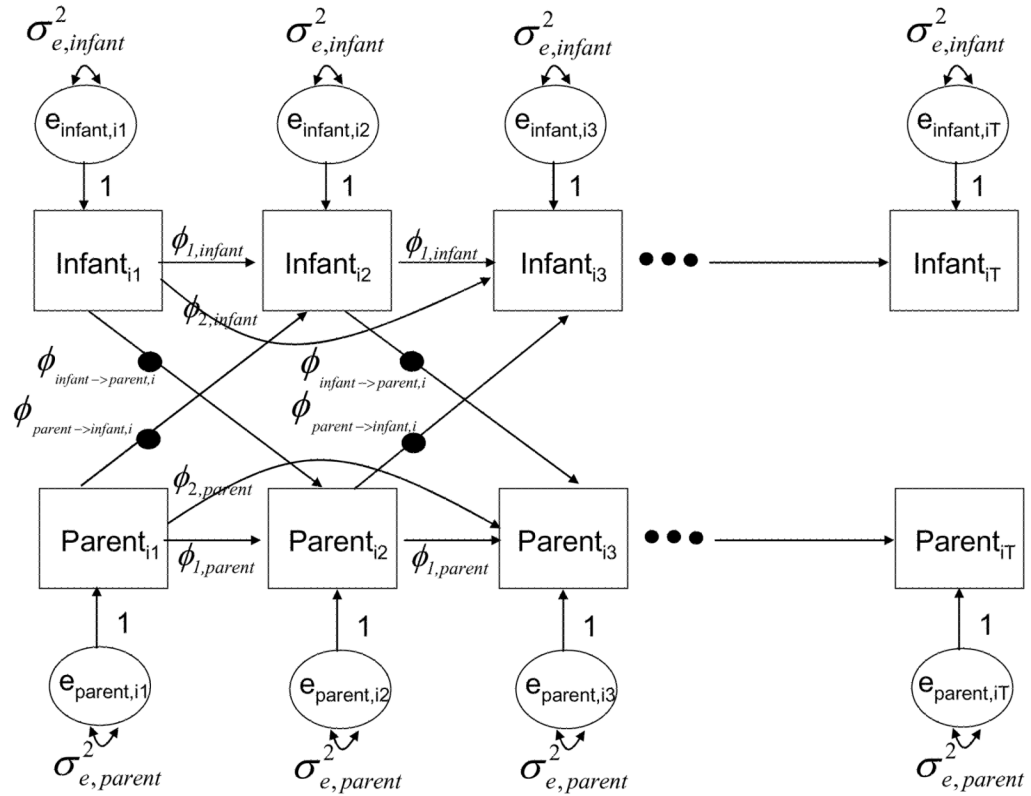 σ²e,infant σ²e,infant σ²e,infant σ²e,infant
einfant,i1 einfant,i2 einfant,i3 einfant,iT
1 1 1 1
Infanti1 ϕ1,infant Infanti2 ϕ1,infant Infanti3 InfantiT
ϕ2,infant
ϕinfant−>parent,i ϕinfant−>parent,i
ϕparent−>infant,i ϕparent−>infant,i
ϕ2,parent
Parenti1 ϕ1,parent Parenti2 ϕ1,parent Parenti3 ParentiT
1 1 1 1
eparent,i1 eparent,i2 eparent,i3 eparent,iT
σ²e,parent σ²e,parent σ²e,parent σ²e,parent